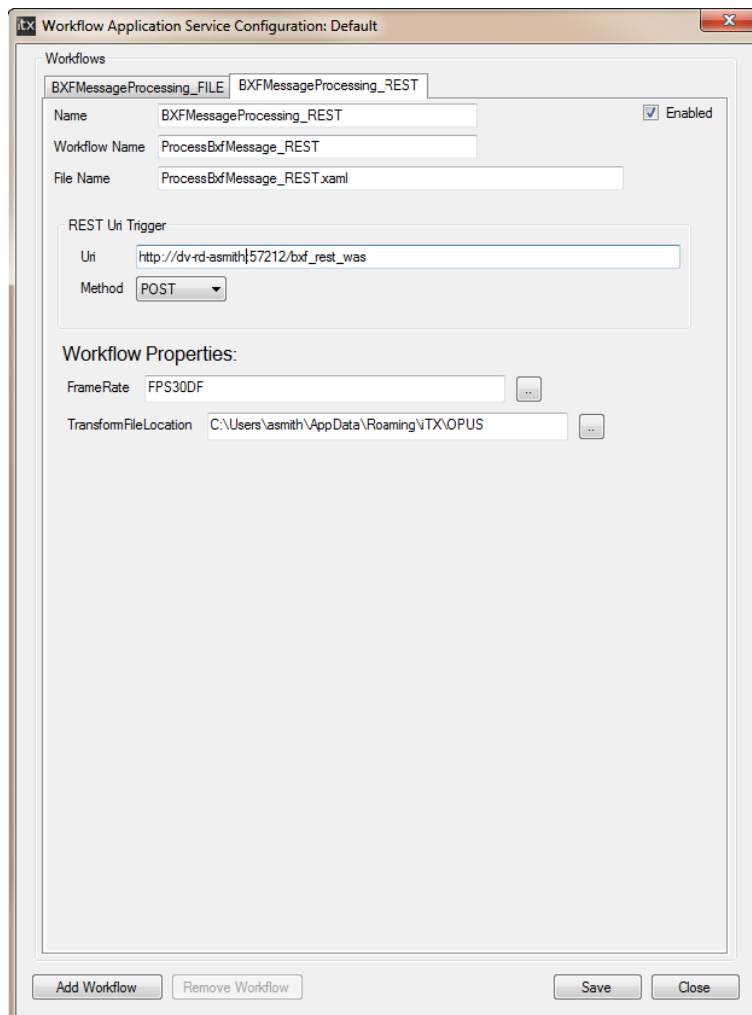 itx Workflow Application Service Configuration: Default
Workflows
BXFMessageProcessing_FILE BXFMessageProcessing_REST
Name BXFMessageProcessing_REST Enabled
Workflow Name ProcessBxfMessage_REST
File Name ProcessBxfMessage_REST.xaml
REST Uri Trigger
Uri http://dv-rd-asmith:57212/bxf_rest_was
Method POST
Workflow Properties:
FrameRate FPS30DF ..
TransformFileLocation C:\Users\asmith\AppData\Roaming\iTX\OPUS ..
Add Workflow Remove Workflow Save Close